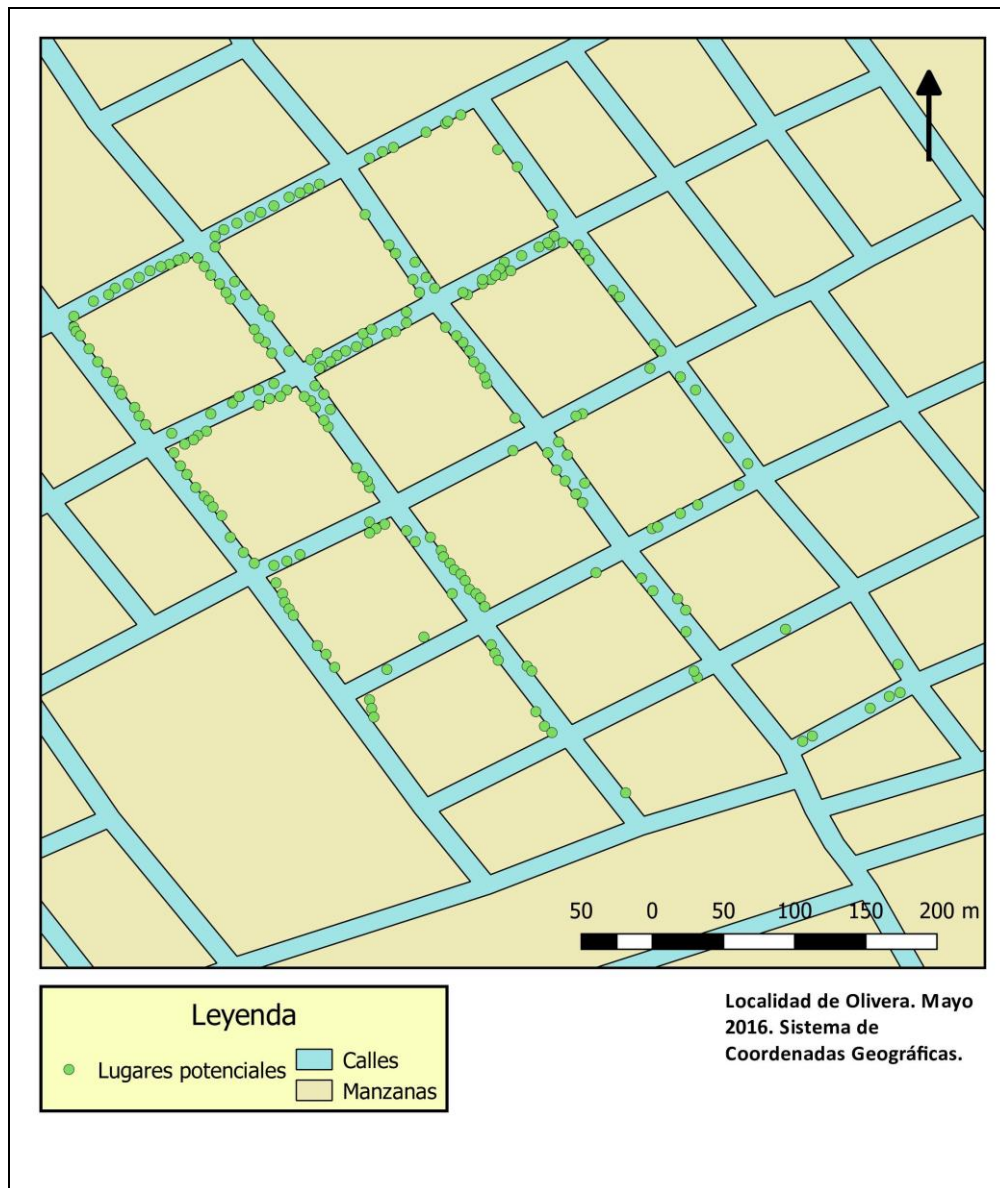 50 0 50 100 150 200 m
Leyenda
Lugares potenciales
Calles
Manzanas
Localidad de Olivera. Mayo
2016. Sistema de
Coordenadas Geográficas.